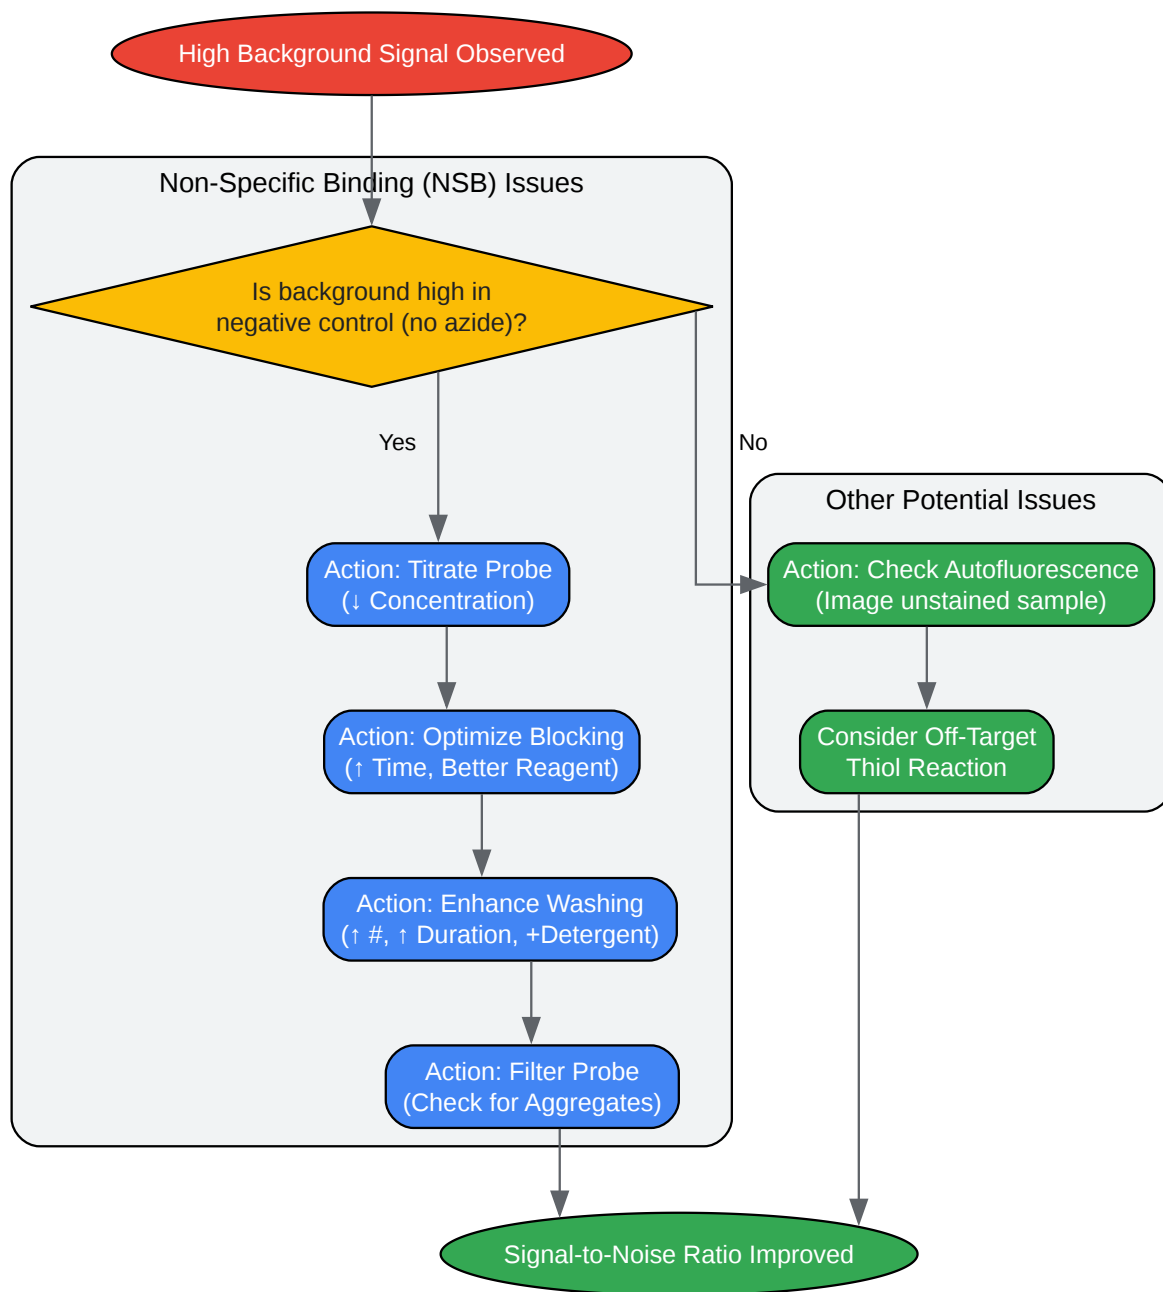 High Background Signal Observed
Non-Specific Binding (NSB) Issues
Is background high in
negative control (no azide)?
Yes
No
Other Potential Issues
Action: Titrate Probe
(↓ Concentration)
Action: Check Autofluorescence
(Image unstained sample)
Action: Optimize Blocking
(↑ Time, Better Reagent)
Consider Off-Target
Thiol Reaction
Action: Enhance Washing
(↑ #, ↑ Duration, +Detergent)
Action: Filter Probe
(Check for Aggregates)
Signal-to-Noise Ratio Improved